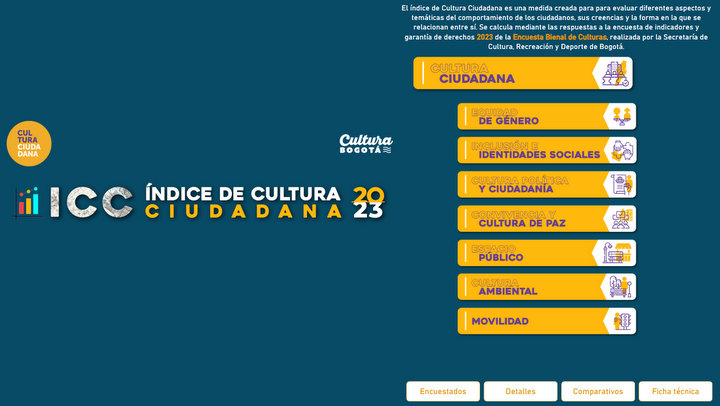 El índice de Cultura Ciudadana es una medida creada para para evaluar diferentes aspectos y
temáticas del comportamiento de los ciudadanos, sus creencias y la forma en la que se
relacionan entre sí. Se calcula mediante las respuestas a la encuesta de indicadores y
garantía de derechos 2023 de la Encuesta Bienal de Culturas, realizada por la Secretaría de
Cultura, Recreación y Deporte de Bogotá.
CULTURA
CIUDADANA
EQUIDAD
DE GÉNERO
INCLUSIÓN E
IDENTIDADES SOCIALES
CULTURA POLÍTICA
Y CIUDADANÍA
CONVIVENCIA Y
CULTURA DE PAZ
ESPACIO
PÚBLICO
CULTURA
AMBIENTAL
MOVILIDAD
CUL
TURA
CIUDA
DANA
Cultura
BOGOTÁ
ICC
ÍNDICE DE CULTURA
CIUDADANA
20
23
Encuestados
Detalles
Comparativos
Ficha técnica